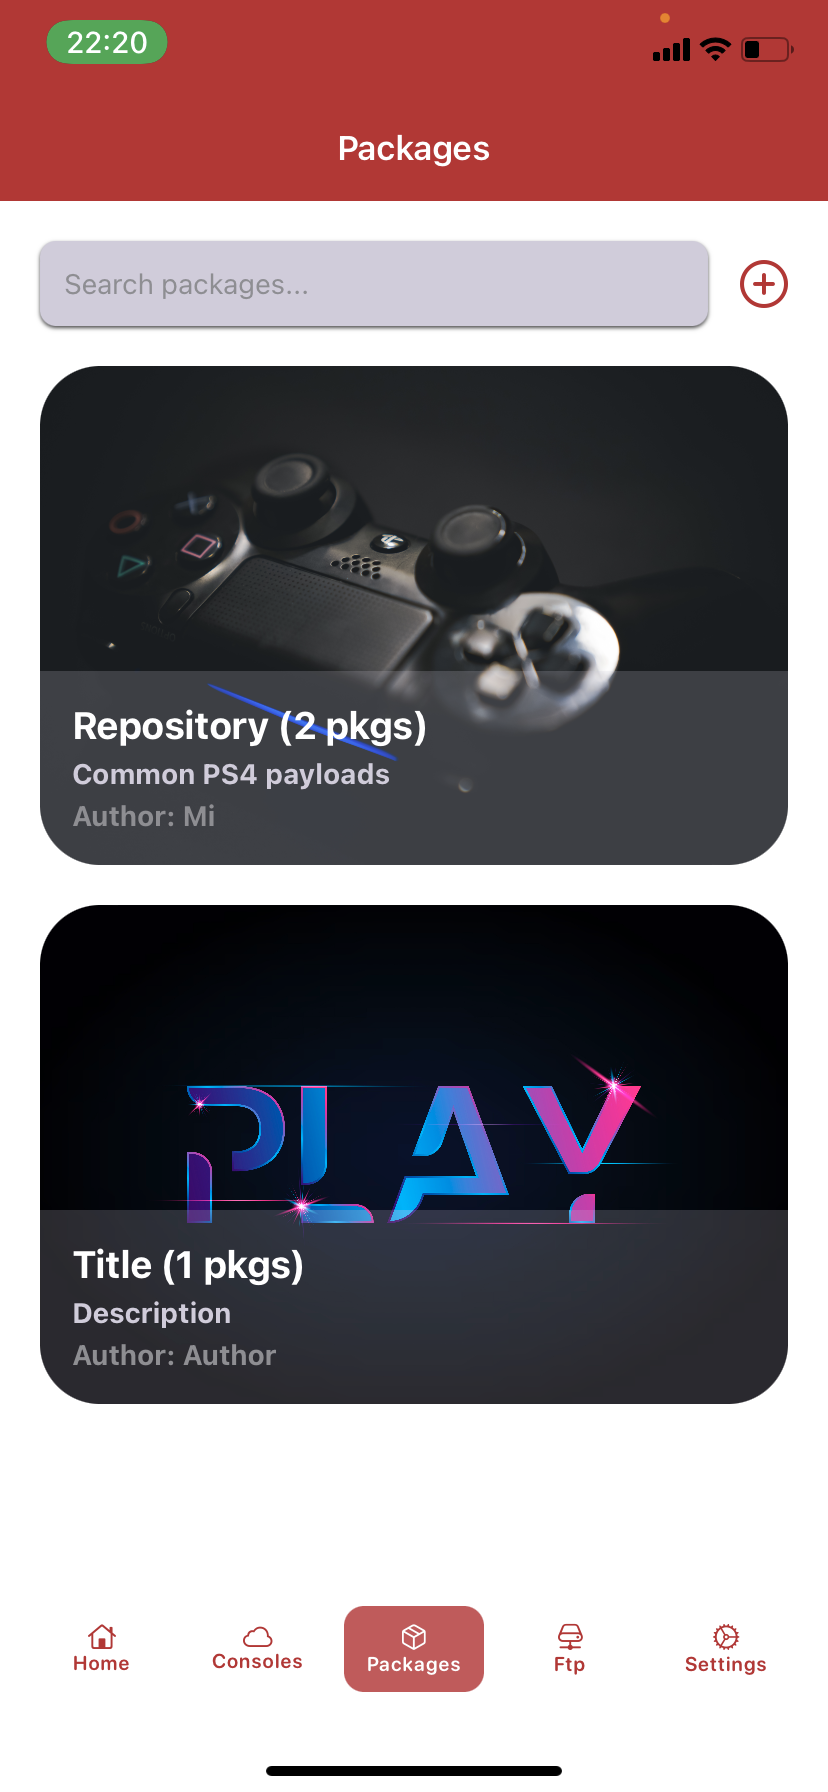 22:20
Packages
Search packages...
Repository (2 pkgs)
Common PS4 payloads
Author: Mi
PLAY
Title (1 pkgs)
Description
Author: Author
Home
Consoles
Packages
Ftp
Settings